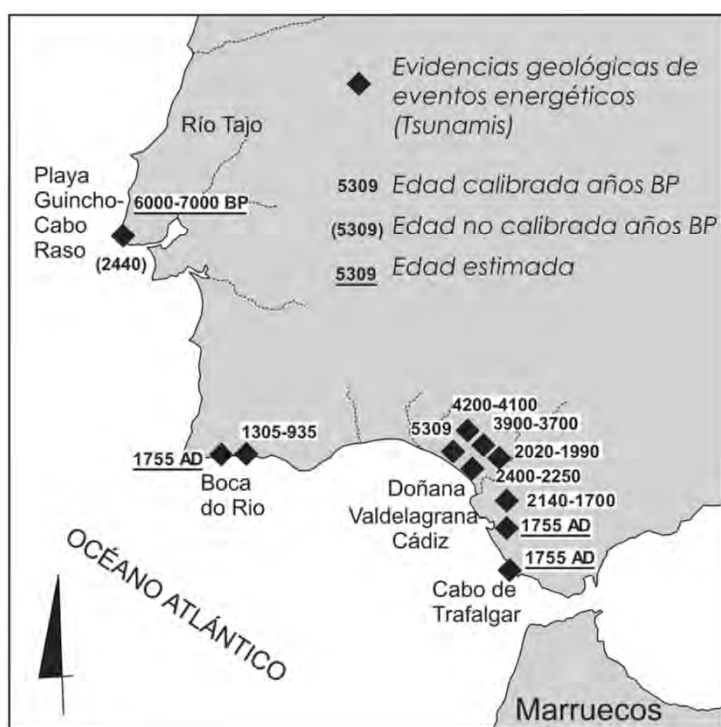 Evidencias geológicas de
eventos energéticos
(Tsunamis)
5309 Edad calibrada años BP
(5309) Edad no calibrada años BP
5309 Edad estimada
Río Tajo
Playa
Guincho-
Cabo
Raso
6000-7000 BP
(2440)
4200-4100
3900-3700
5309
2020-1990
2400-2250
1305-935
1755 AD
Boca
do Rio
Doñana
2140-1700
Valdelagrana
Cádiz
1755 AD
1755 AD
Cabo de
Trafalgar
OCÉANO ATLÁNTICO
Marruecos